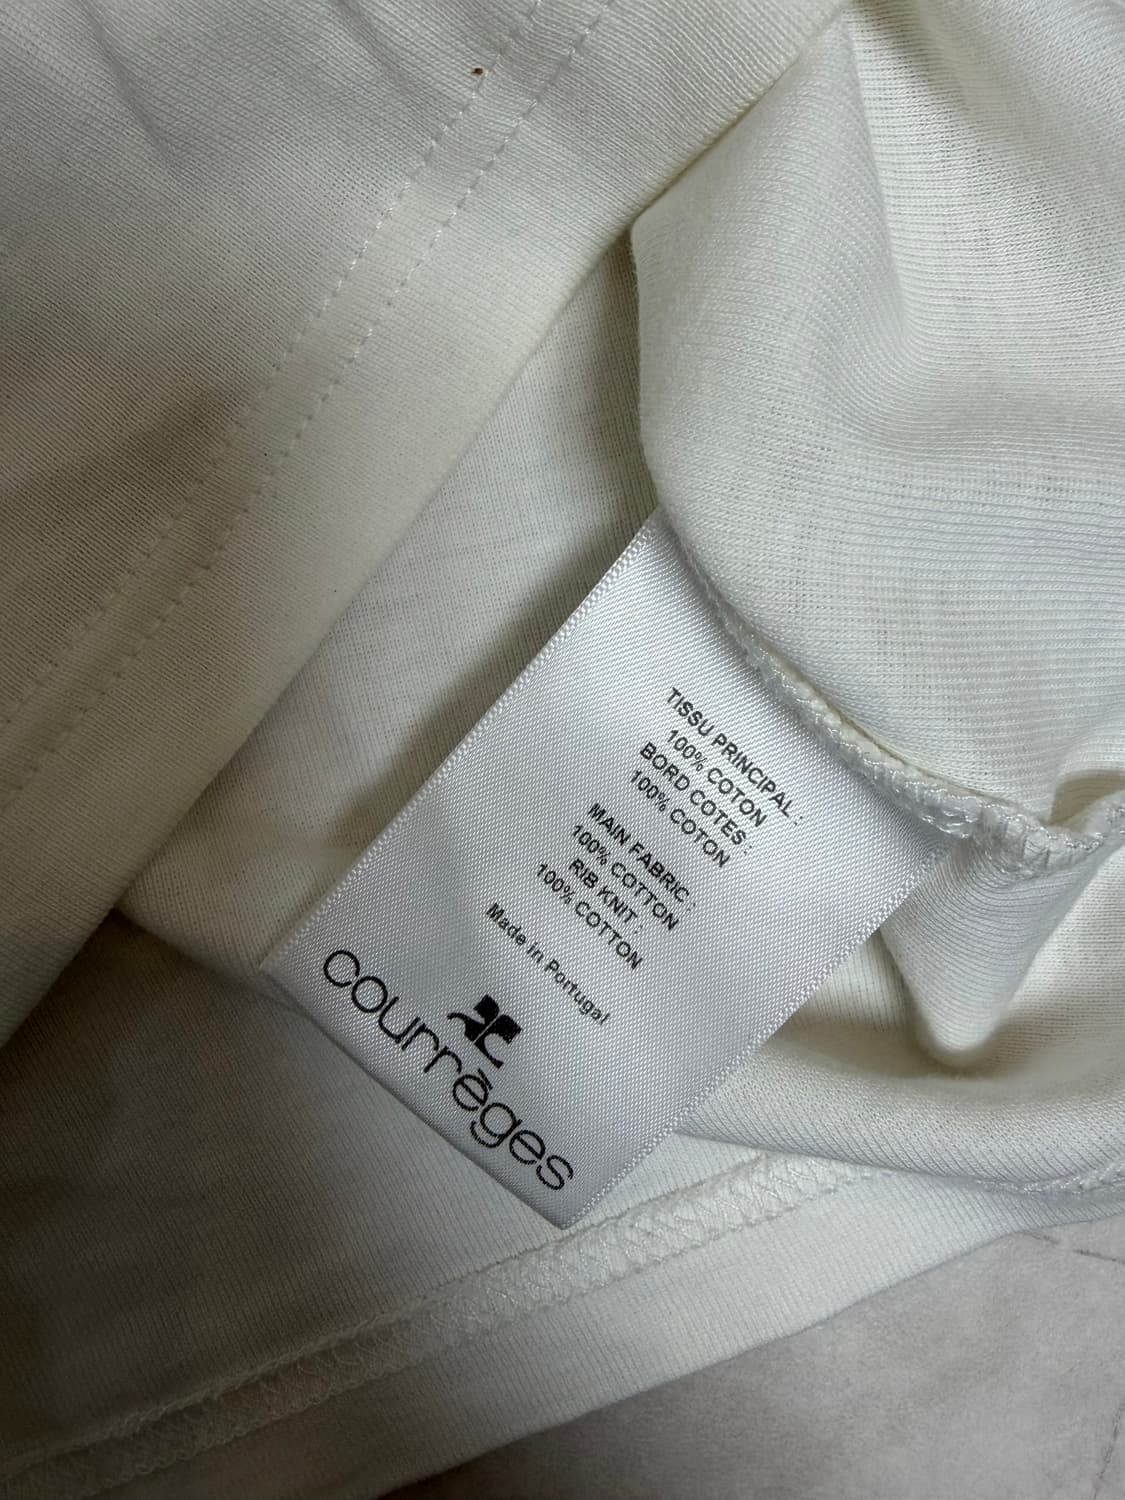 TISSU PRINCIPAL :
100% COTON
BORD COTES :
100% COTON
MAIN FABRIC :
100% COTTON
RIB KNIT :
100% COTTON
Made in Portugal
courrèges